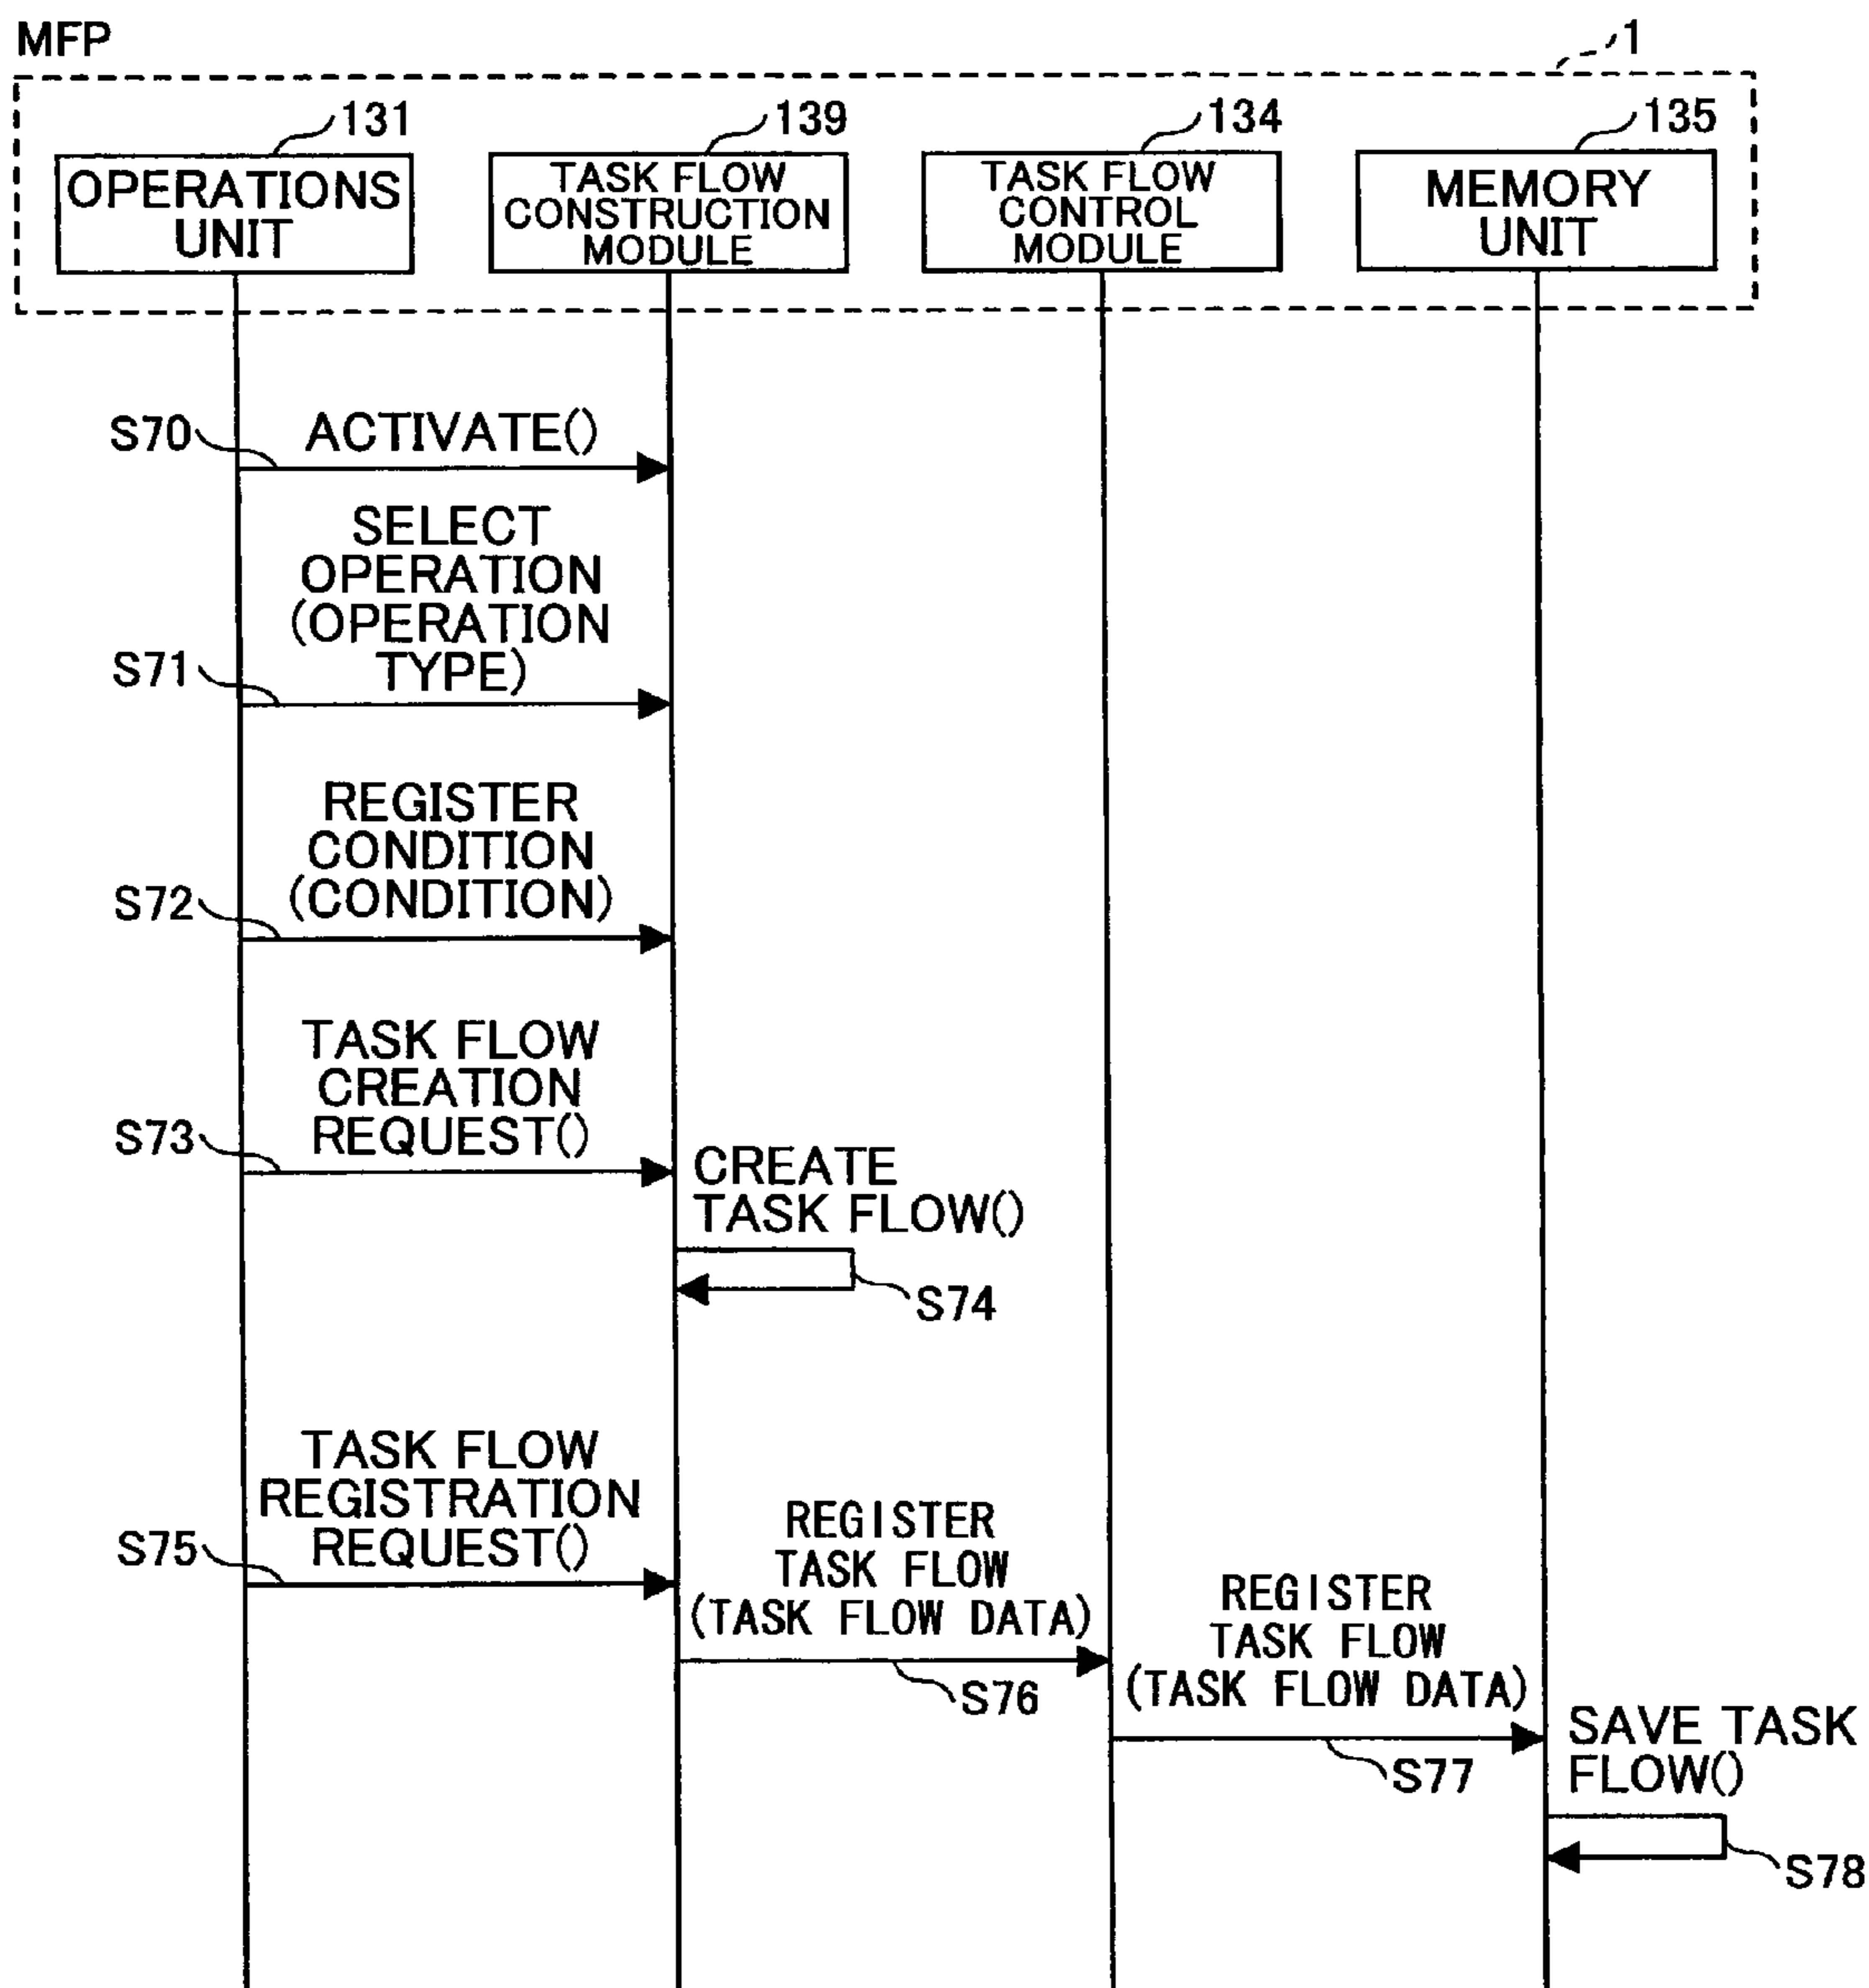 MFP
1
131
139
134
135
OPERATIONS
UNIT
TASK FLOW
CONSTRUCTION
MODULE
TASK FLOW
CONTROL
MODULE
MEMORY
UNIT
S70
ACTIVATE()
SELECT
OPERATION
(OPERATION
TYPE)
S71
REGISTER
CONDITION
(CONDITION)
S72
TASK FLOW
CREATION
REQUEST()
S73
CREATE
TASK FLOW()
S74
TASK FLOW
REGISTRATION
REQUEST()
S75
REGISTER
TASK FLOW
(TASK FLOW DATA)
S76
REGISTER
TASK FLOW
(TASK FLOW DATA)
S77
SAVE TASK
FLOW()
S78